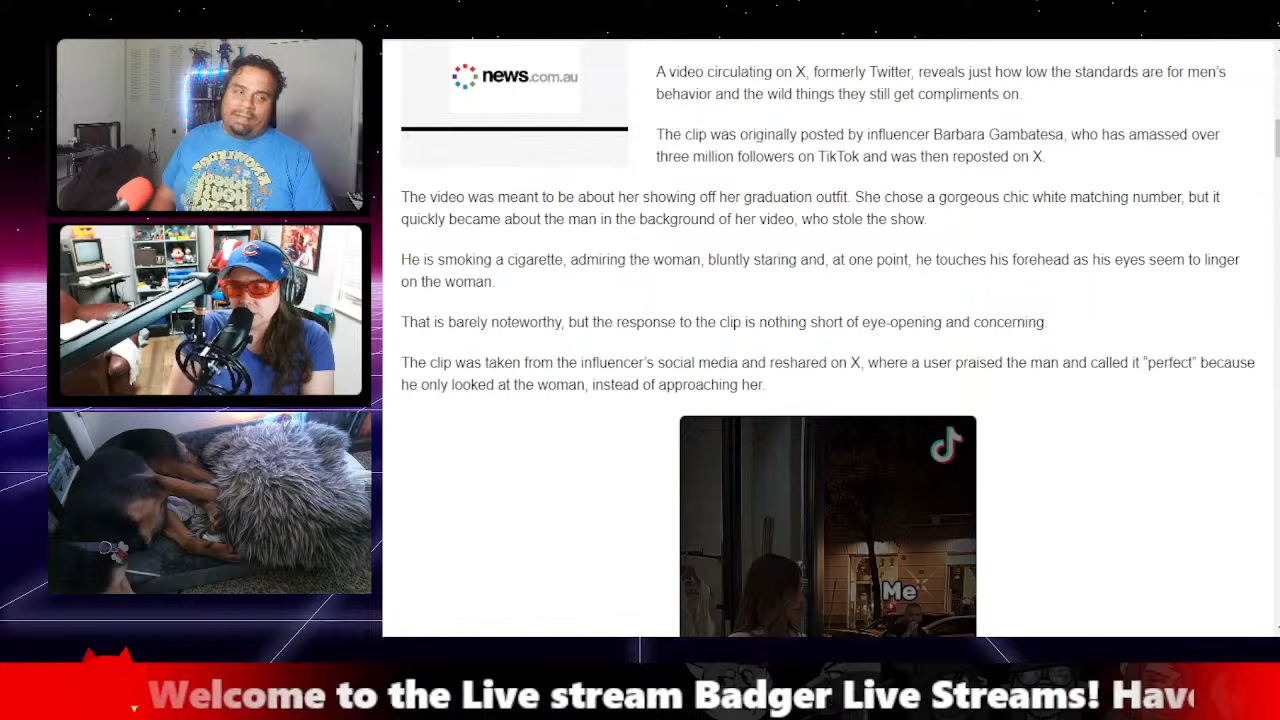 news.com.au
A video circulating on X, formerly Twitter, reveals just how low the standards are for men's
behavior and the wild things they still get compliments on.
The clip was originally posted by influencer Barbara Gambatesa, who has amassed over
three million followers on TikTok and was then reposted on X.
The video was meant to be about her showing off her graduation outfit. She chose a gorgeous chic white matching number, but it
quickly became about the man in the background of her video, who stole the show.
He is smoking a cigarette, admiring the woman, bluntly staring and, at one point, he touches his forehead as his eyes seem to linger
on the woman.
That is barely noteworthy, but the response to the clip is nothing short of eye-opening and concerning.
The clip was taken from the influencer's social media and reshared on X, where a user praised the man and called it “perfect” because
he only looked at the woman, instead of approaching her.
Me
C
Welcome to the Live stream Badger Live Streams! Have